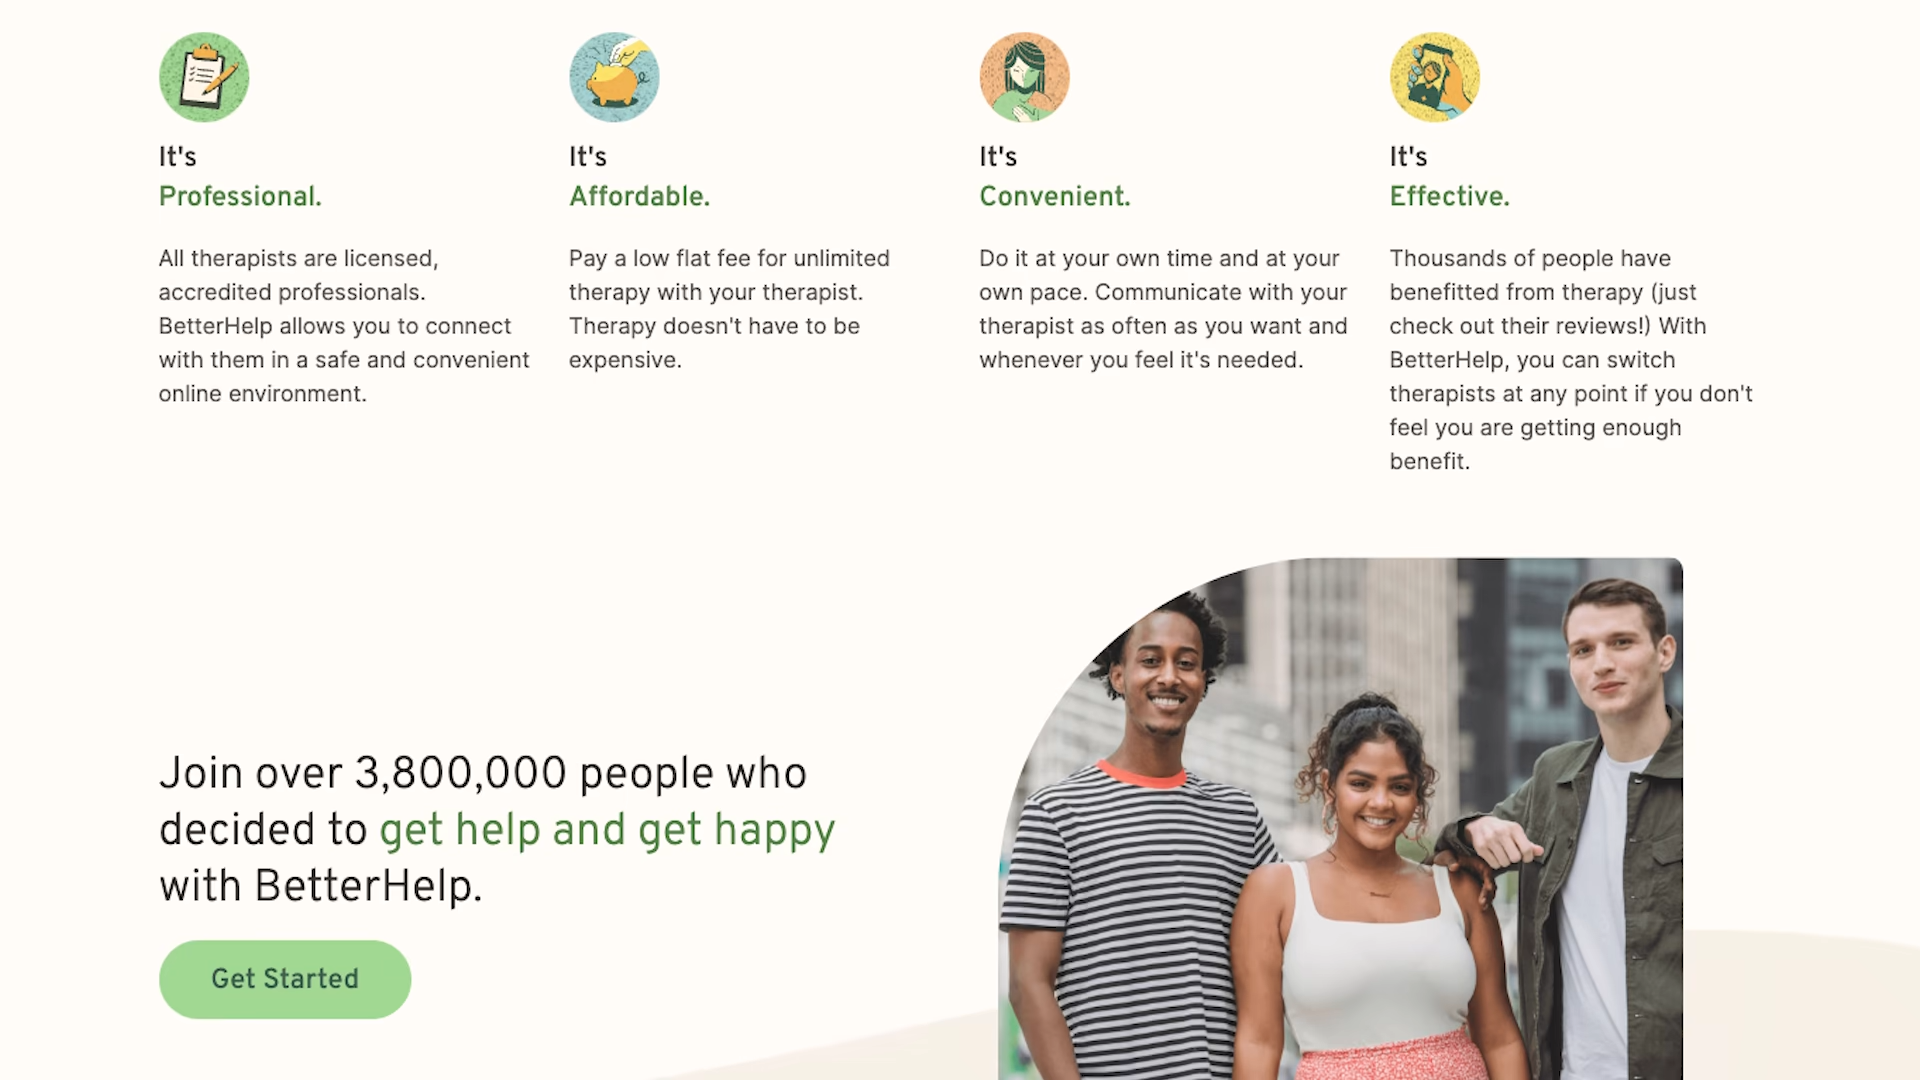 It's
Professional.
All therapists are licensed,
accredited professionals.
BetterHelp allows you to connect
with them in a safe and convenient
online environment.
It's
Affordable.
Pay a low flat fee for unlimited
therapy with your therapist.
Therapy doesn't have to be
expensive.
It's
Convenient.
Do it at your own time and at your
own pace. Communicate with your
therapist as often as you want and
whenever you feel it's needed.
It's
Effective.
Thousands of people have
benefitted from therapy (just
check out their reviews!) With
BetterHelp, you can switch
therapists at any point if you don't
feel you are getting enough
benefit.
Join over 3,800,000 people who
decided to get help and get happy
with BetterHelp.
Get Started